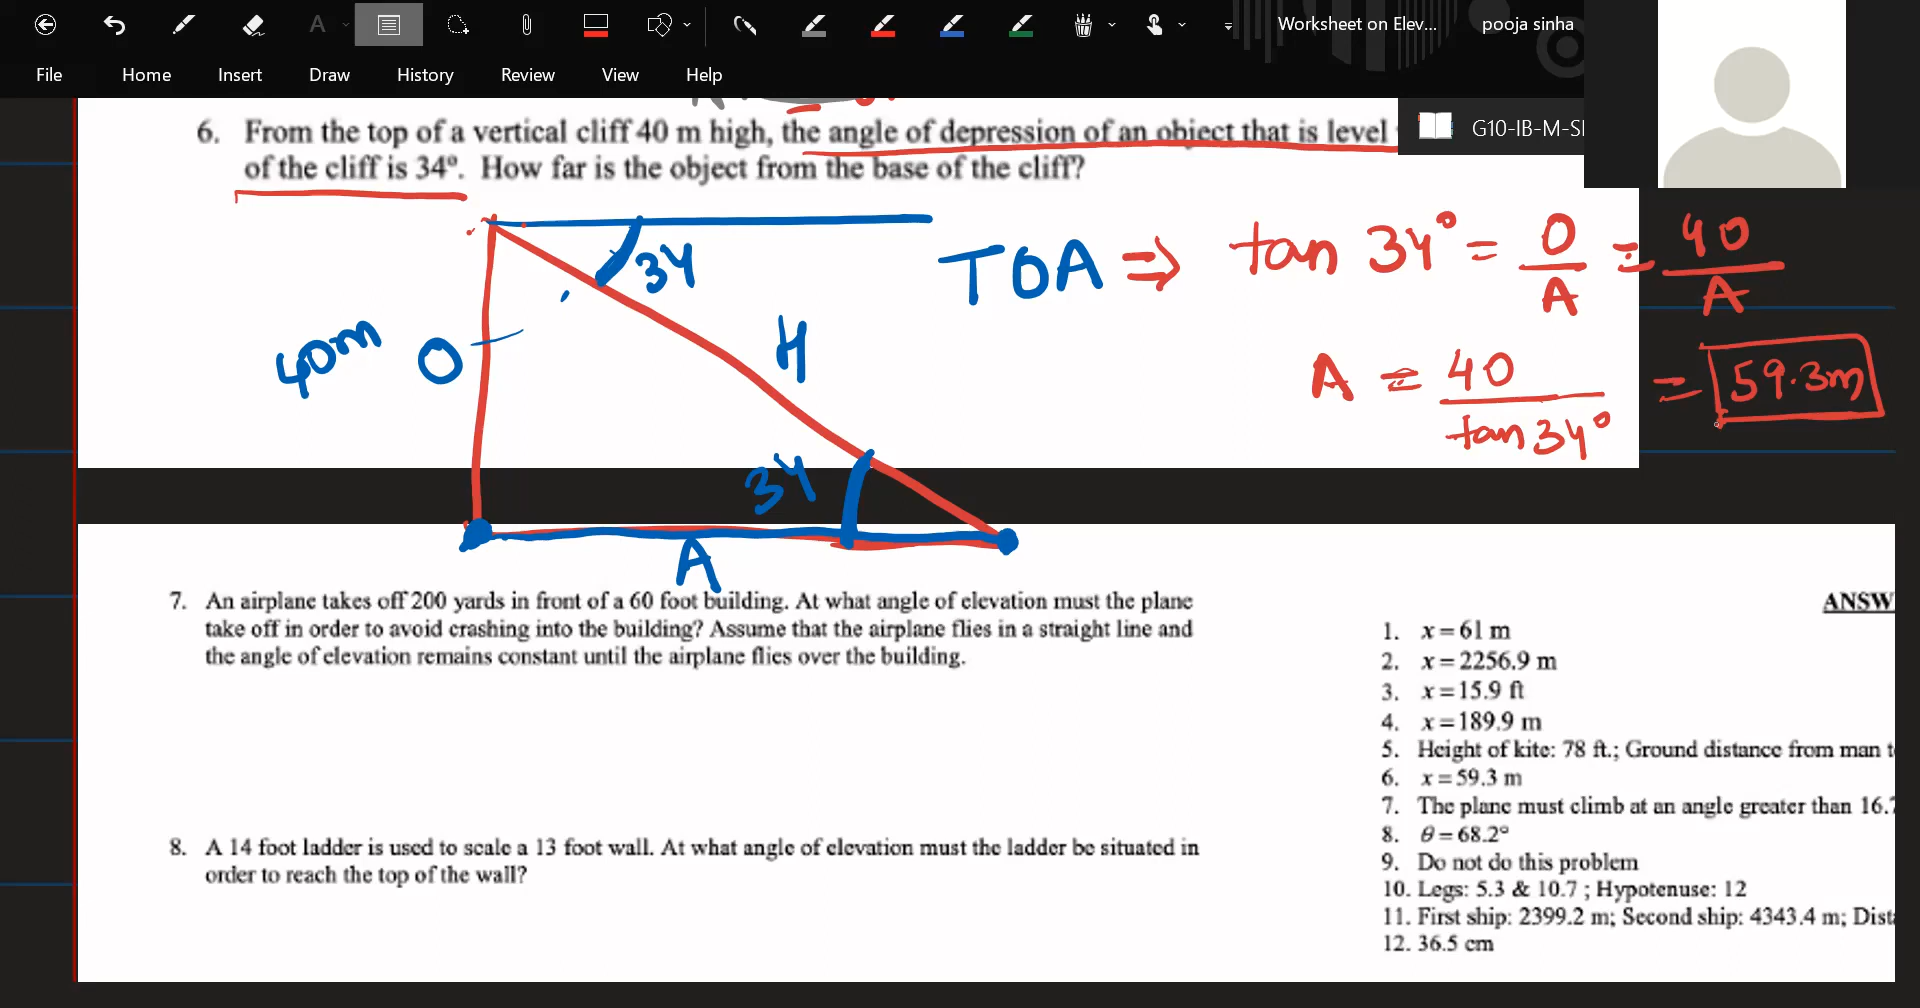 Worksheet on Elev... pooja sinha
File Home Insert Draw History Review View Help
G10-IB-M-SI
6. From the top of a vertical cliff 40 m high, the angle of depression of an object that is level
of the cliff is 34°. How far is the object from the base of the cliff?
34
40m O
H
34
A
TOA ⇒ tan 34° = O/A = 40/A
A = 40/tan 34° = 59.3m
7. An airplane takes off 200 yards in front of a 60 foot building. At what angle of elevation must the plane
take off in order to avoid crashing into the building? Assume that the airplane flies in a straight line and
the angle of elevation remains constant until the airplane flies over the building.
8. A 14 foot ladder is used to scale a 13 foot wall. At what angle of elevation must the ladder be situated in
order to reach the top of the wall?
ANSW
1. x = 61 m
2. x = 2256.9 m
3. x = 15.9 ft
4. x = 189.9 m
5. Height of kite: 78 ft.; Ground distance from man t
6. x = 59.3 m
7. The plane must climb at an angle greater than 16.7
8. θ = 68.2°
9. Do not do this problem
10. Legs: 5.3 & 10.7 ; Hypotenuse: 12
11. First ship: 2399.2 m; Second ship: 4343.4 m; Dist
12. 36.5 cm